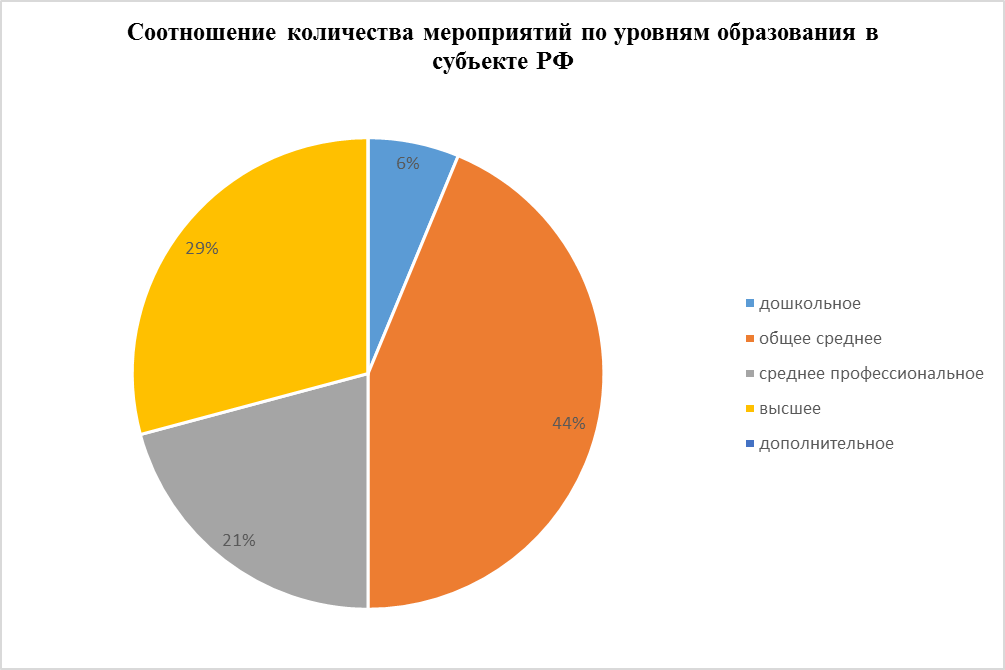 Соотношение количества мероприятий по уровням образования в
субъекте РФ
6%
29%
44%
21%
дошкольное
общее среднее
среднее профессиональное
высшее
дополнительное